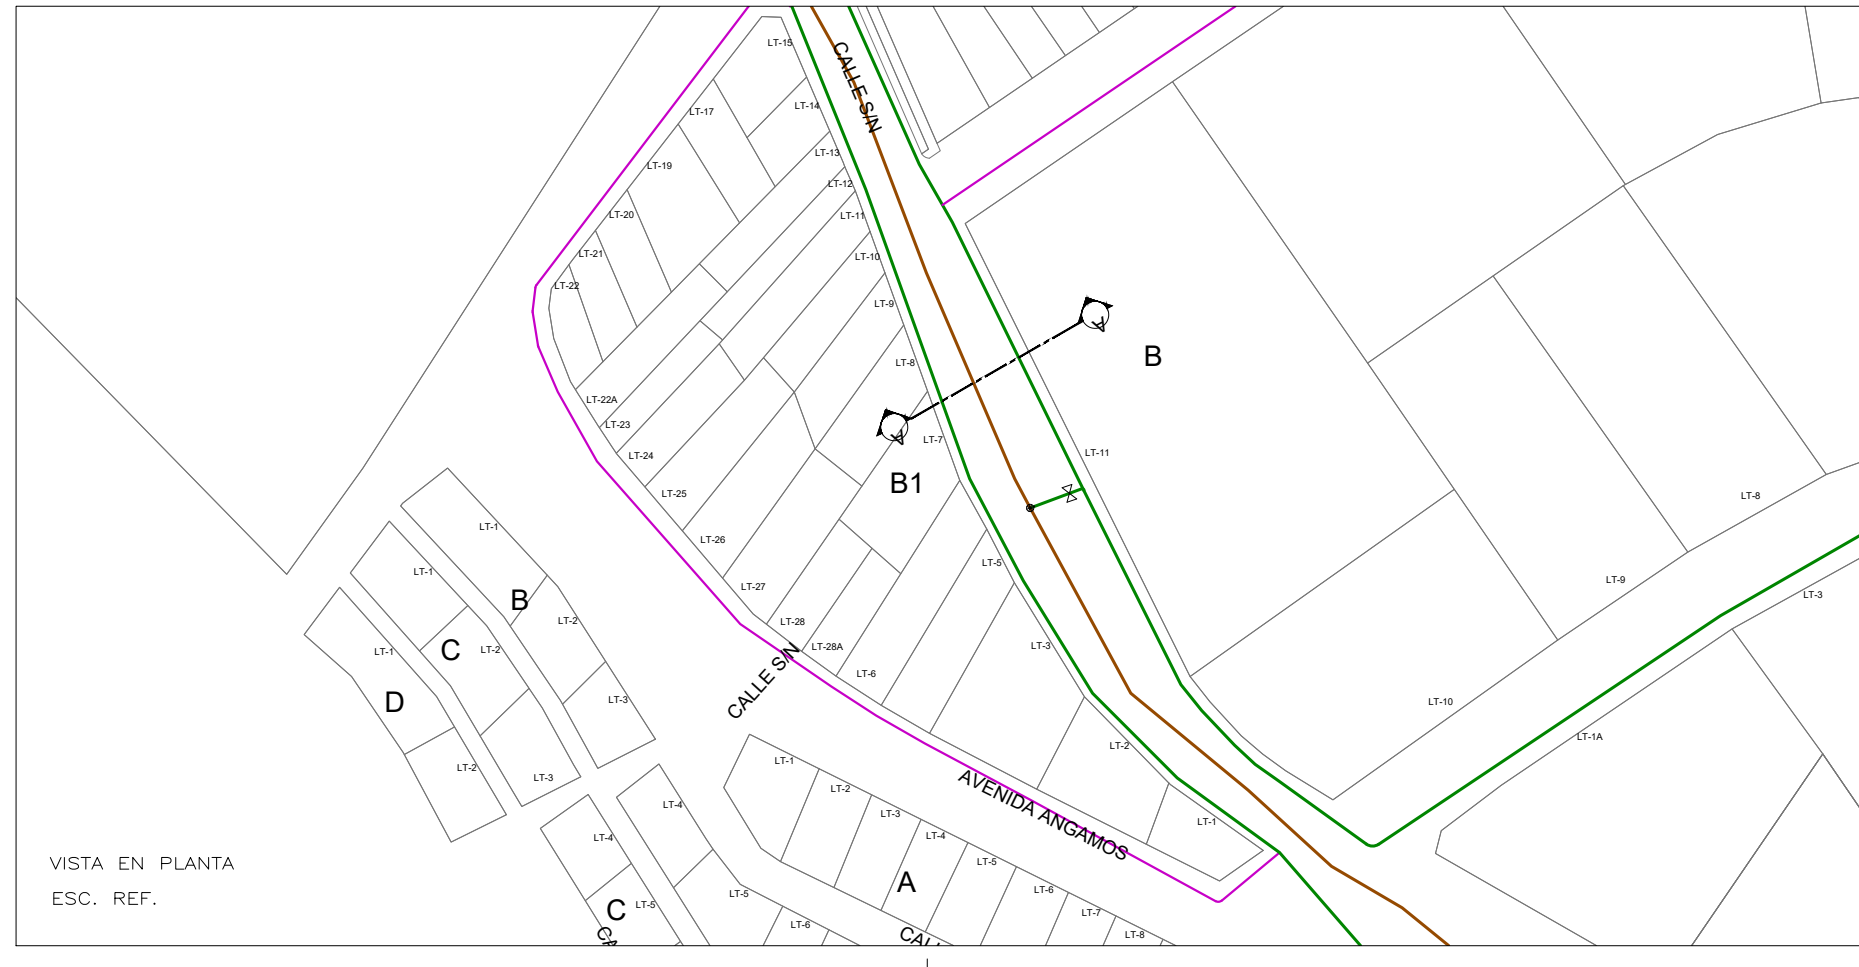 LT-15
CALLE S/N
LT-17
LT-14
LT-13
LT-19
LT-12
LT-20
LT-11
LT-21
LT-10
LT-22
LT-9
A
B
LT-8
LT-22A
LT-23
A
LT-7
LT-24
LT-11
B1
LT-25
LT-8
LT-1
LT-26
LT-5
LT-1
LT-9
LT-27
LT-3
B
LT-2
LT-28
LT-28A
LT-3
LT-1
C
LT-2
CALLE S/N
LT-6
D
LT-3
LT-10
LT-2
LT-1A
LT-1
AVENIDA ANGAMOS
LT-2
LT-3
LT-2
LT-3
LT-4
LT-4
LT-1
LT-4
LT-5
VISTA EN PLANTA
A
LT-5
LT-6
ESC. REF.
C
LT-5
LT-7
LT-6
CALL
LT-8
CA